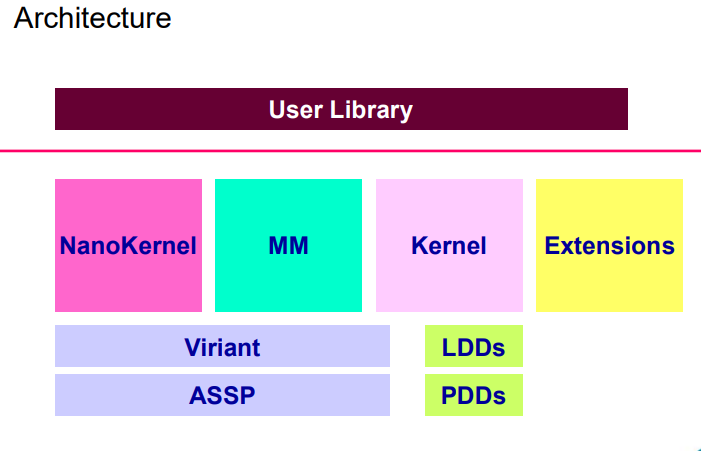 Architecture
User Library
NanoKernel
MM
Kernel
Extensions
Viriant
LDDs
ASSP
PDDs